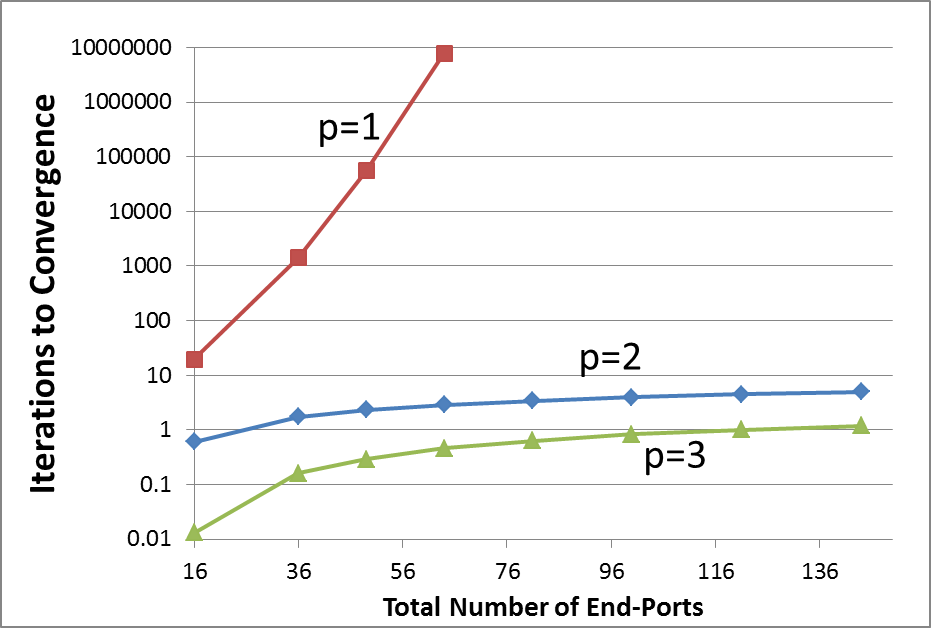 10000000
1000000
100000
10000
1000
100
10
1
0.1
0.01
Iterations to Convergence
p=1
p=2
p=3
16 36 56 76 96 116 136
Total Number of End-Ports